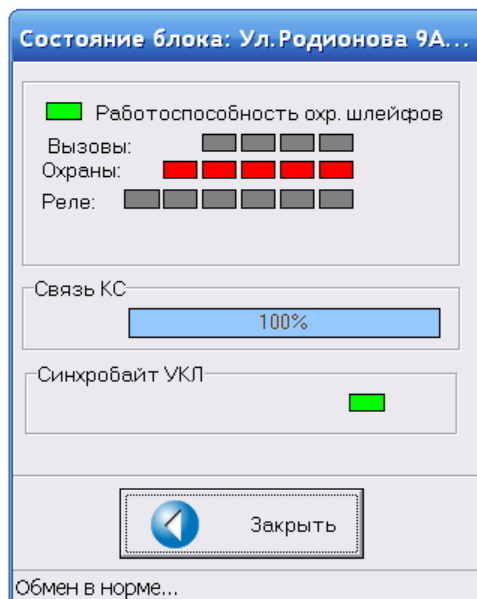 Состояние блока: Ул.Родионова 9А...
Работоспособность охр. шлейфов
Вызовы:
Охраны:
Реле:
Связь КС
100%
Синхробайт УКЛ
Закрыть
Обмен в норме...